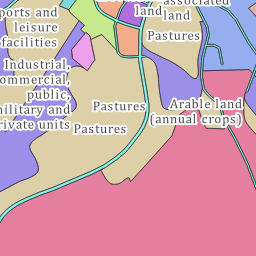 ports and
leisure
facilities
associated
land
land
Pastures
Industrial,
commercial,
public,
military and
private units
Pastures
Pastures
Arable land
(annual crops)